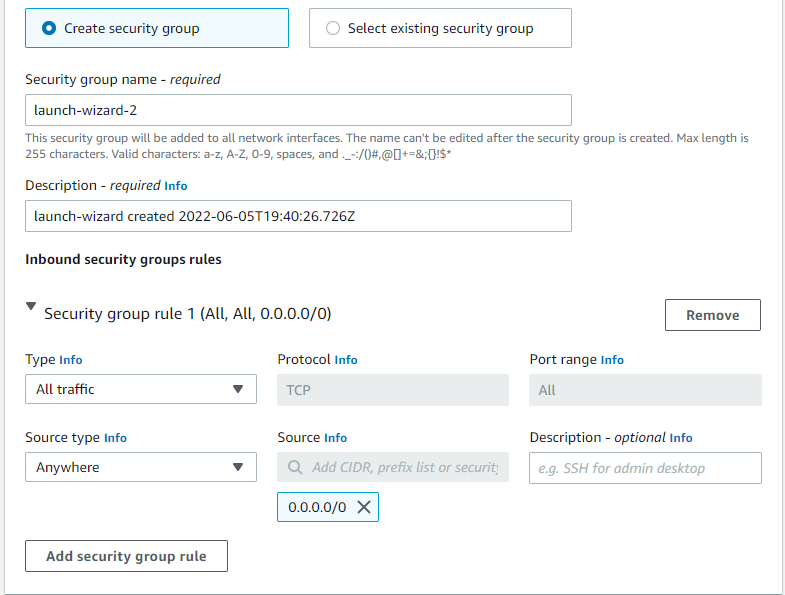 Create security group
Select existing security group
Security group name - required
launch-wizard-2
This security group will be added to all network interfaces. The name can't be edited after the security group is created. Max length is
255 characters. Valid characters: a-z, A-Z, 0-9, spaces, and ._-:/()#,@[]+=&;{}!$*
Description - required Info
launch-wizard created 2022-06-05T19:40:26.726Z
Inbound security groups rules
Security group rule 1 (All, All, 0.0.0.0/0)
Remove
Type Info
Protocol Info
Port range Info
All traffic
TCP
All
Source type Info
Source Info
Description - optional Info
Anywhere
Add CIDR, prefix list or security
e.g. SSH for admin desktop
0.0.0.0/0
Add security group rule